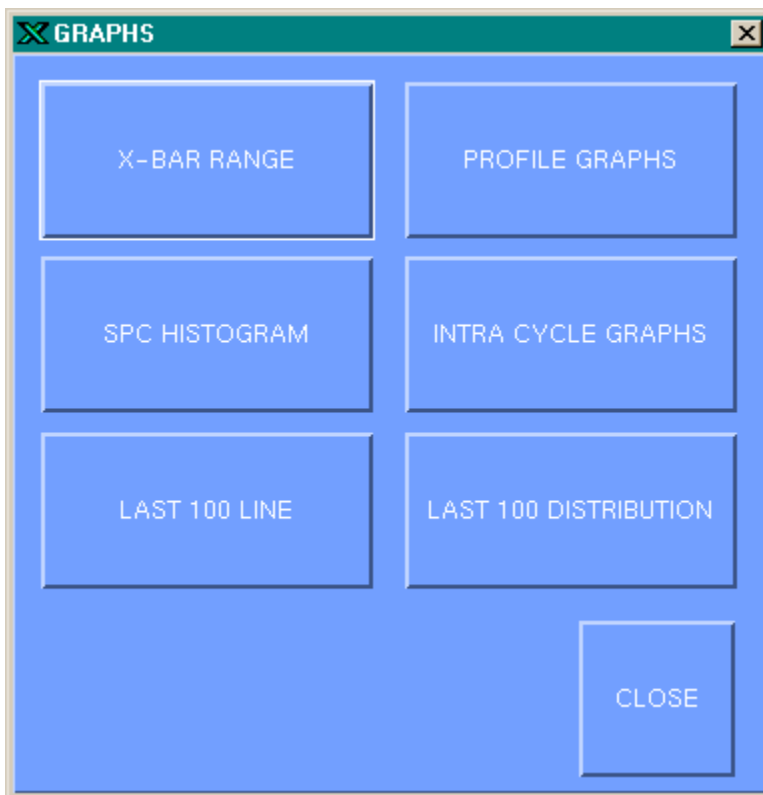 GRAPHS
X-BAR RANGE
PROFILE GRAPHS
SPC HISTOGRAM
INTRA CYCLE GRAPHS
LAST 100 LINE
LAST 100 DISTRIBUTION
CLOSE